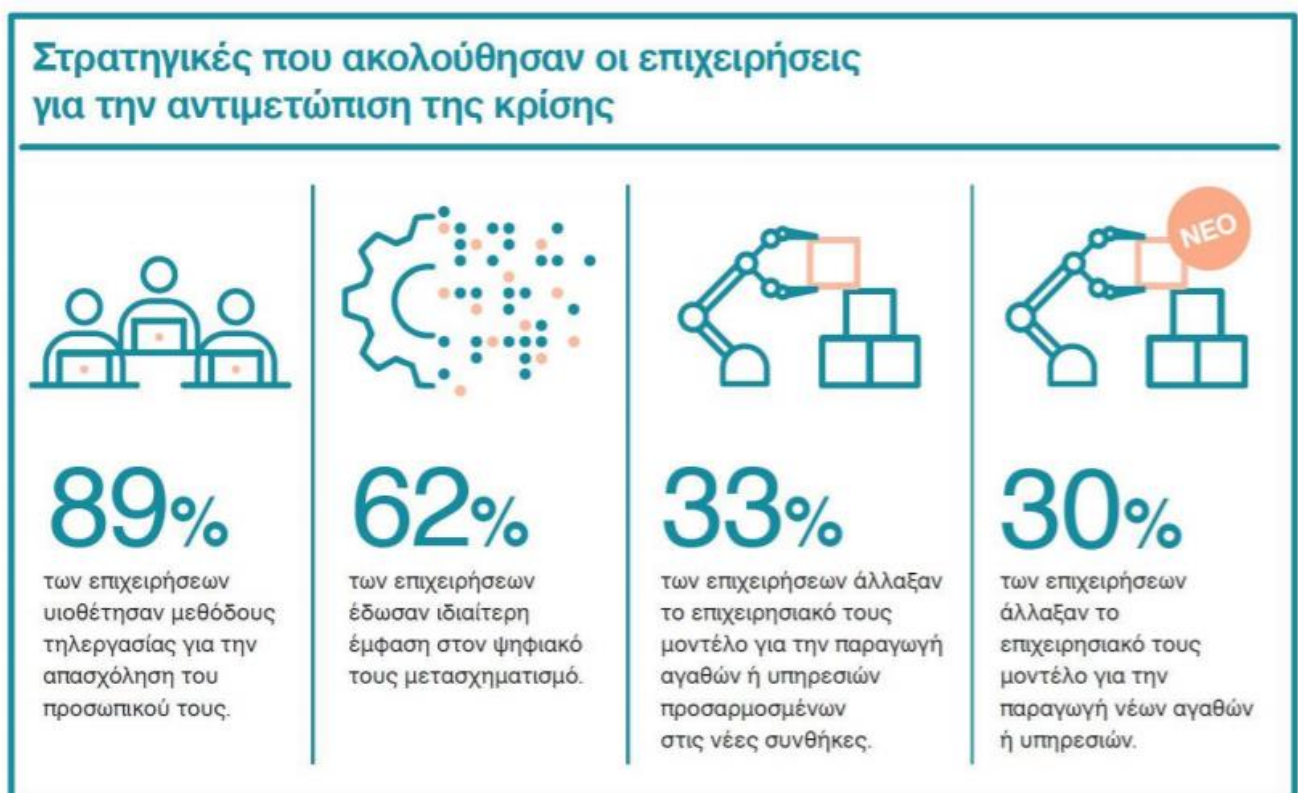 Στρατηγικές που ακολούθησαν οι επιχειρήσεις
για την αντιμετώπιση της κρίσης
89%
των επιχειρήσεων
υιοθέτησαν μεθόδους
τηλεργασίας για την
απασχόληση του
προσωπικού τους.
62%
των επιχειρήσεων
έδωσαν ιδιαίτερη
έμφαση στον ψηφιακό
τους μετασχηματισμό.
33%
των επιχειρήσεων άλλαξαν
το επιχειρησιακό τους
μοντέλο για την παραγωγή
αγαθών ή υπηρεσιών
προσαρμοσμένων
στις νέες συνθήκες.
ΝΕΟ
30%
των επιχειρήσεων
άλλαξαν το
επιχειρησιακό τους
μοντέλο για την
παραγωγή νέων αγαθών
ή υπηρεσιών.